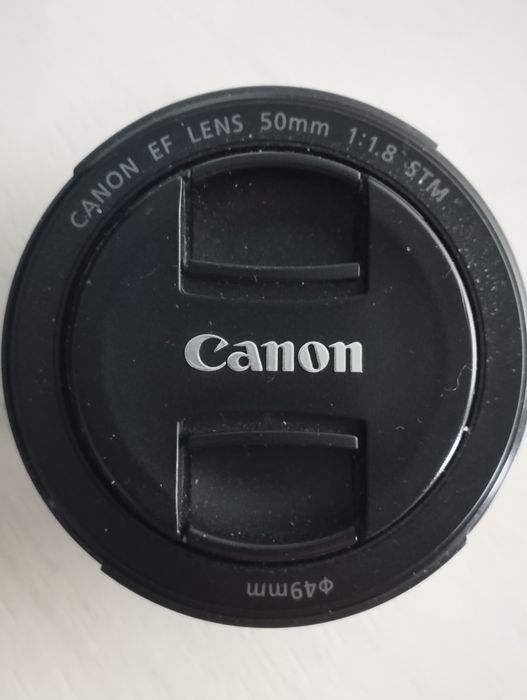 CANON EF LENS 50mm 1:1.8 STM
Canon
Φ49mm